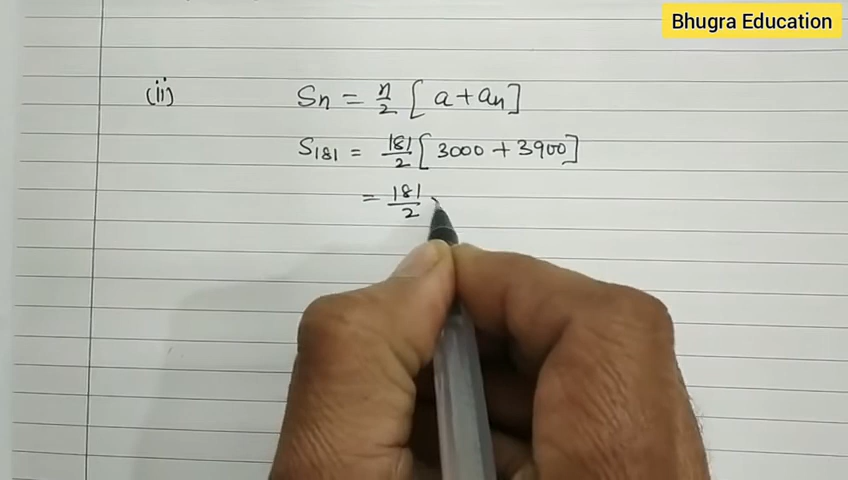 Bhugra Education
(ii) Sn = n/2 [ a + an ]
S181 = 181/2 [ 3000 + 3900 ]
= 181/2